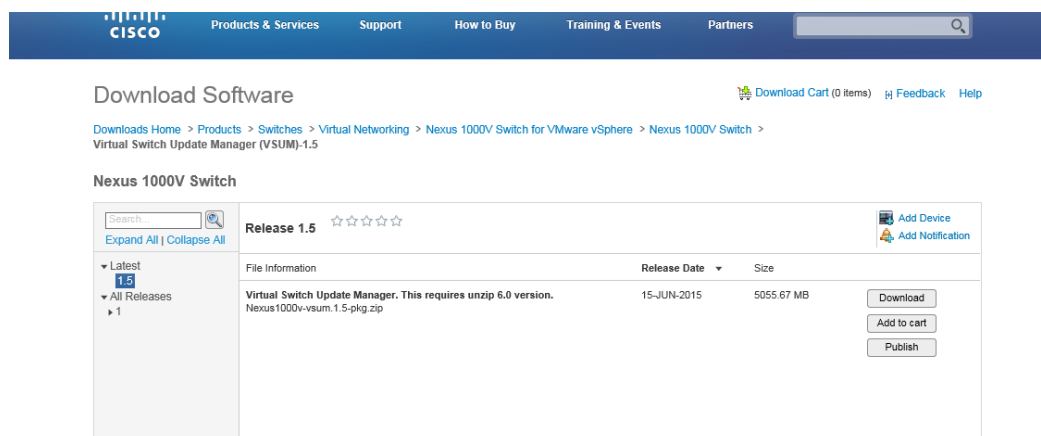 CISCO
Products & Services Support How to Buy Training & Events Partners
Download Software
Download Cart (0 items) [+] Feedback Help
Downloads Home > Products > Switches > Virtual Networking > Nexus 1000V Switch for VMware vSphere > Nexus 1000V Switch >
Virtual Switch Update Manager (VSUM)-1.5
Nexus 1000V Switch
Search...
Expand All | Collapse All
Release 1.5
Add Device
Add Notification
Latest
1.5
All Releases
1
File Information Release Date Size
Virtual Switch Update Manager. This requires unzip 6.0 version. 15-JUN-2015 5055.67 MB
Nexus1000v-vsum.1.5-pkg.zip
Download
Add to cart
Publish